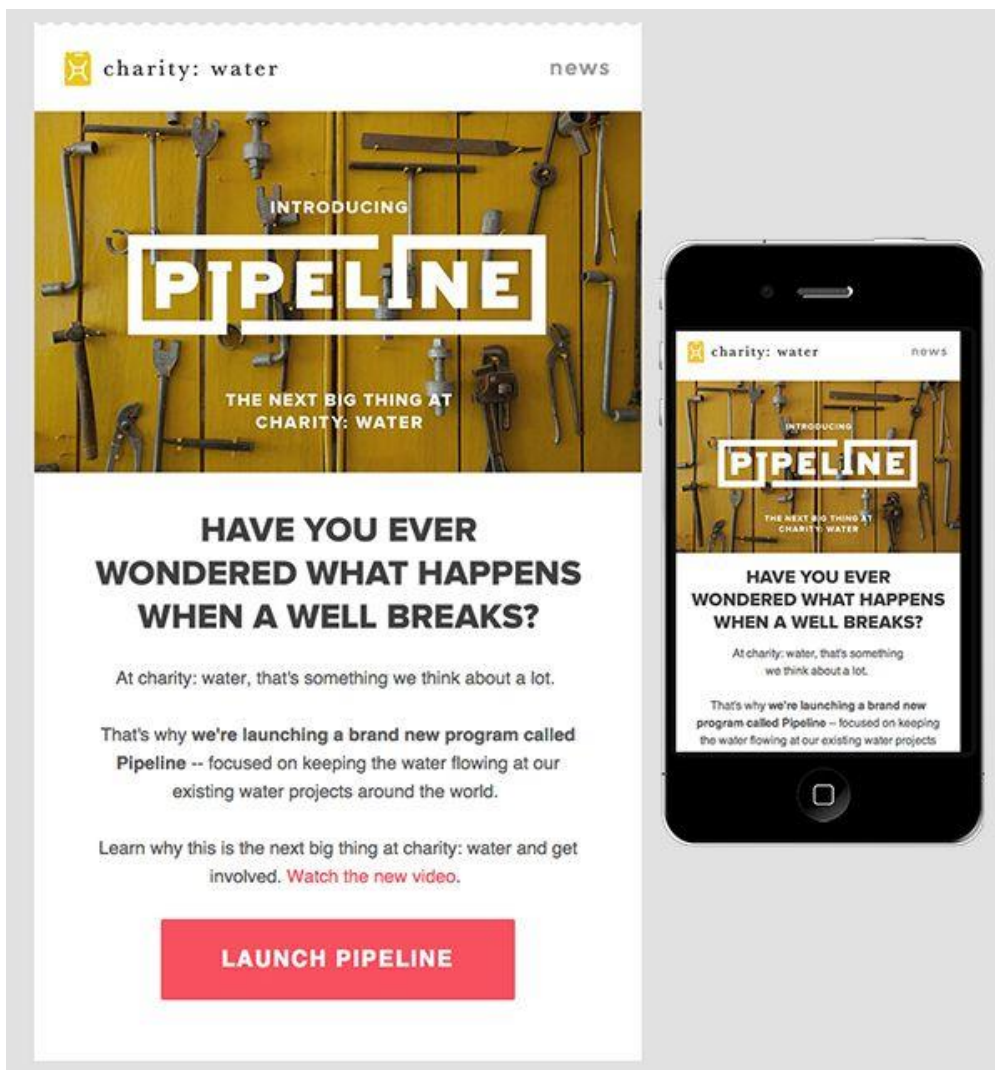 charity: water
news
INTRODUCING
PIPELINE
THE NEXT BIG THING AT
CHARITY: WATER
HAVE YOU EVER
WONDERED WHAT HAPPENS
WHEN A WELL BREAKS?
At charity: water, that's something we think about a lot.
That's why we're launching a brand new program called
Pipeline -- focused on keeping the water flowing at our
existing water projects around the world.
Learn why this is the next big thing at charity: water and get
involved. Watch the new video.
LAUNCH PIPELINE
charity: water
news
INTRODUCING
PIPELINE
THE NEXT BIG THING AT
CHARITY: WATER
HAVE YOU EVER
WONDERED WHAT HAPPENS
WHEN A WELL BREAKS?
At charity: water, that's something
we think about a lot.
That's why we're launching a brand new
program called Pipeline – focused on keeping
the water flowing at our existing water projects